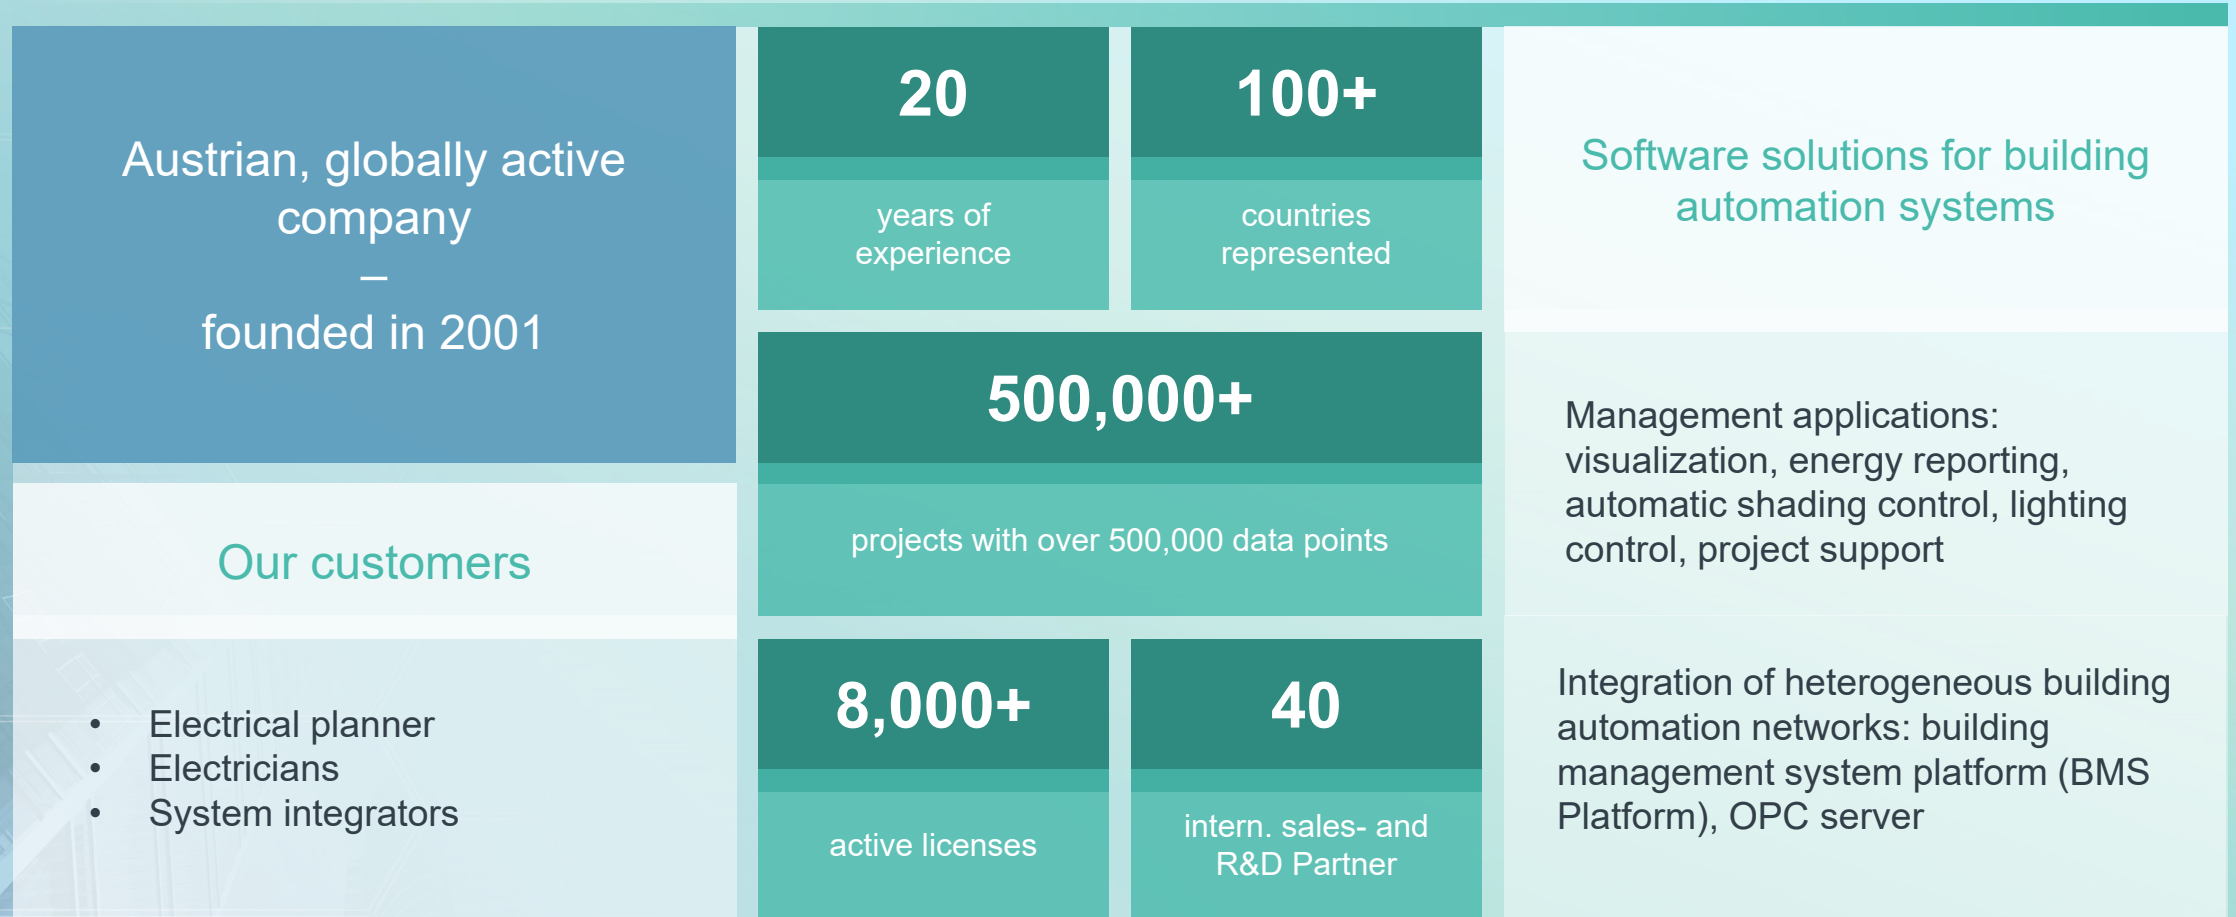 Austrian, globally active
company
–
founded in 2001
Our customers
• Electrical planner
• Electricians
• System integrators
20
years of
experience
100+
countries
represented
500,000+
projects with over 500,000 data points
8,000+
active licenses
40
intern. sales- and
R&D Partner
Software solutions for building
automation systems
Management applications:
visualization, energy reporting,
automatic shading control, lighting
control, project support
Integration of heterogeneous building
automation networks: building
management system platform (BMS
Platform), OPC server